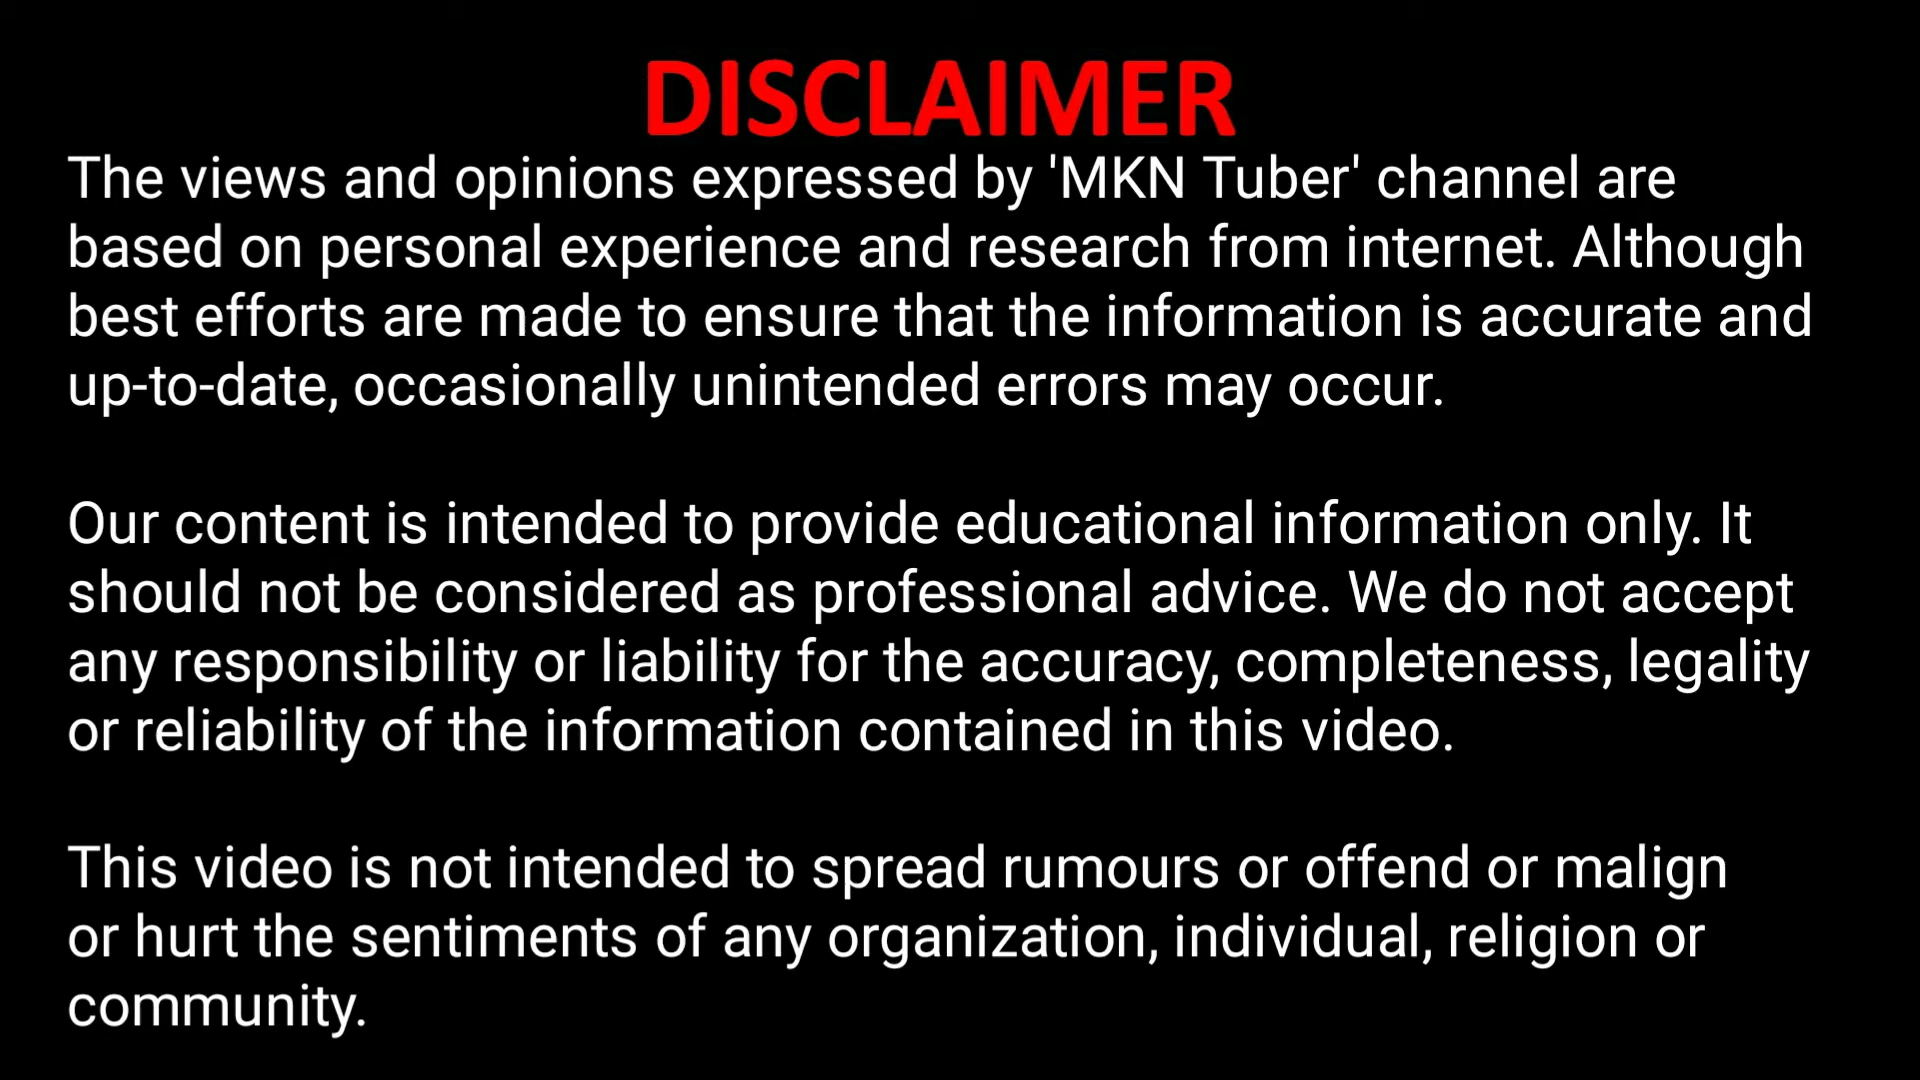 DISCLAIMER
The views and opinions expressed by 'MKN Tuber' channel are
based on personal experience and research from internet. Although
best efforts are made to ensure that the information is accurate and
up-to-date, occasionally unintended errors may occur.
Our content is intended to provide educational information only. It
should not be considered as professional advice. We do not accept
any responsibility or liability for the accuracy, completeness, legality
or reliability of the information contained in this video.
This video is not intended to spread rumours or offend or malign
or hurt the sentiments of any organization, individual, religion or
community.